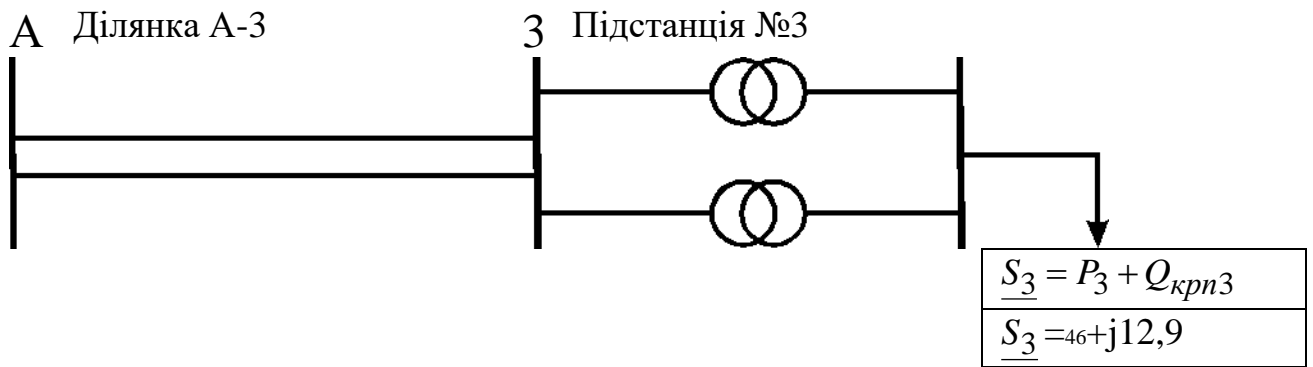 А Ділянка А-3 3 Підстанція №3
S3 = P3 + Qкрп3
S3 =46+j12,9